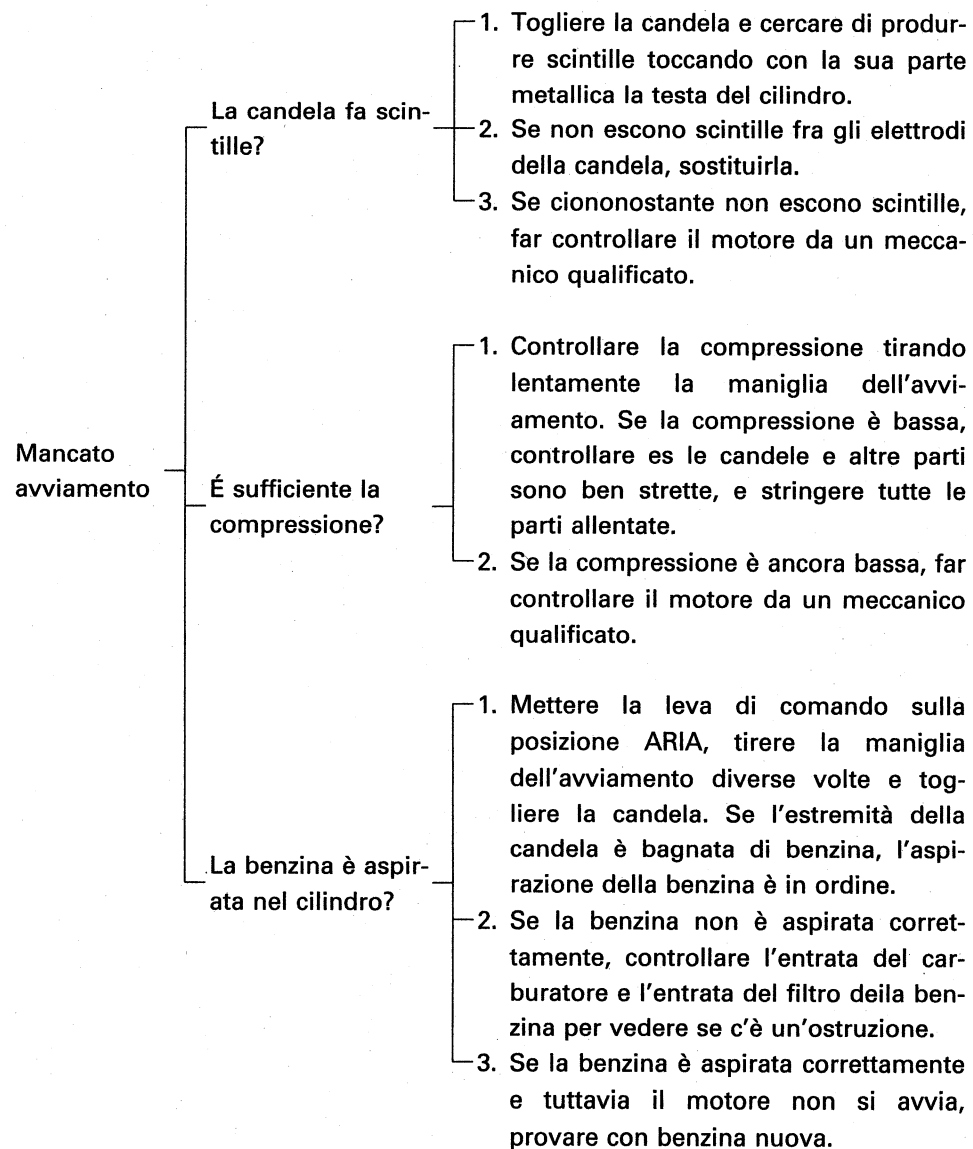 Mancato
avviamento
La candela fa scin-
tille?
1. Togliere la candela e cercare di produr-
re scintille toccando con la sua parte
metallica la testa del cilindro.
2. Se non escono scintille fra gli elettrodi
della candela, sostituirla.
3. Se ciononostante non escono scintille,
far controllare il motore da un mecca-
nico qualificato.
É sufficiente la
compressione?
1. Controllare la compressione tirando
lentamente la maniglia dell'avvi-
amento. Se la compressione è bassa,
controllare es le candele e altre parti
sono ben strette, e stringere tutte le
parti allentate.
2. Se la compressione è ancora bassa, far
controllare il motore da un meccanico
qualificato.
La benzina è aspir-
ata nel cilindro?
1. Mettere la leva di comando sulla
posizione ARIA, tirere la maniglia
dell'avviamento diverse volte e tog-
liere la candela. Se l'estremità della
candela è bagnata di benzina, l'aspi-
razione della benzina è in ordine.
2. Se la benzina non è aspirata corret-
tamente, controllare l'entrata del car-
buratore e l'entrata del filtro deila ben-
zina per vedere se c'è un'ostruzione.
3. Se la benzina è aspirata correttamente
e tuttavia il motore non si avvia,
provare con benzina nuova.